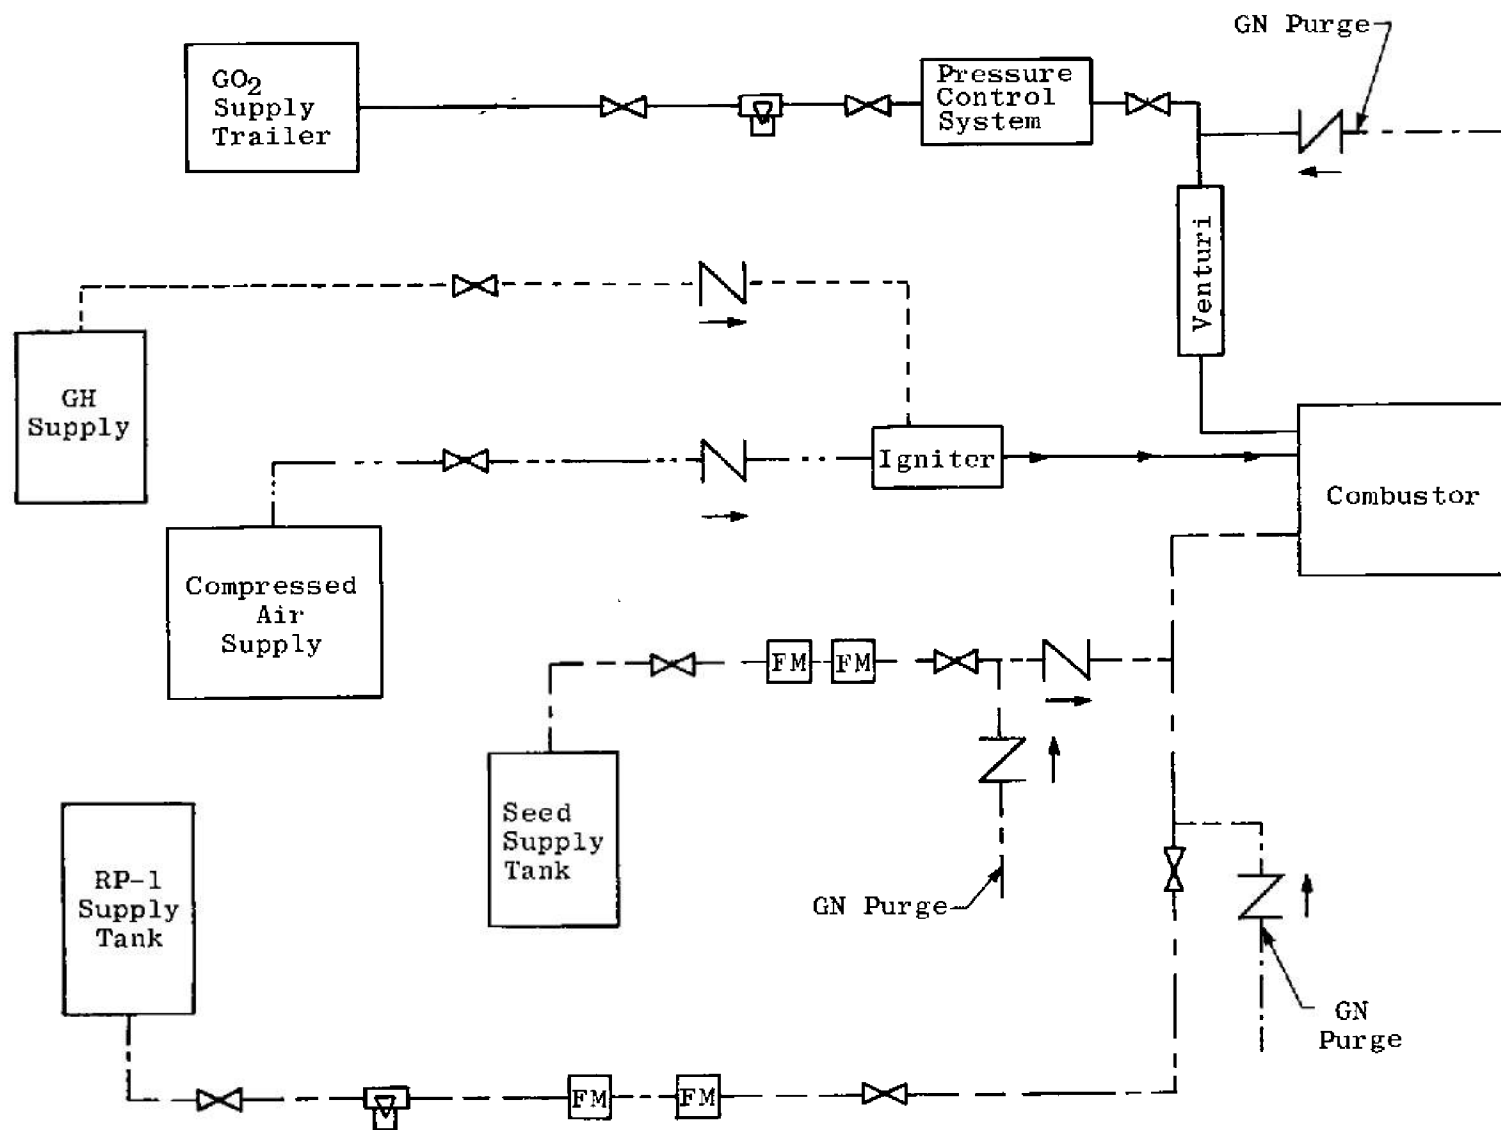 GN Purge
GO2
Supply
Trailer
Pressure
Control
System
Venturi
GH
Supply
Igniter
Combustor
Compressed
Air
Supply
FM
FM
Seed
Supply
Tank
GN Purge
RP-1
Supply
Tank
GN
Purge
FM
FM